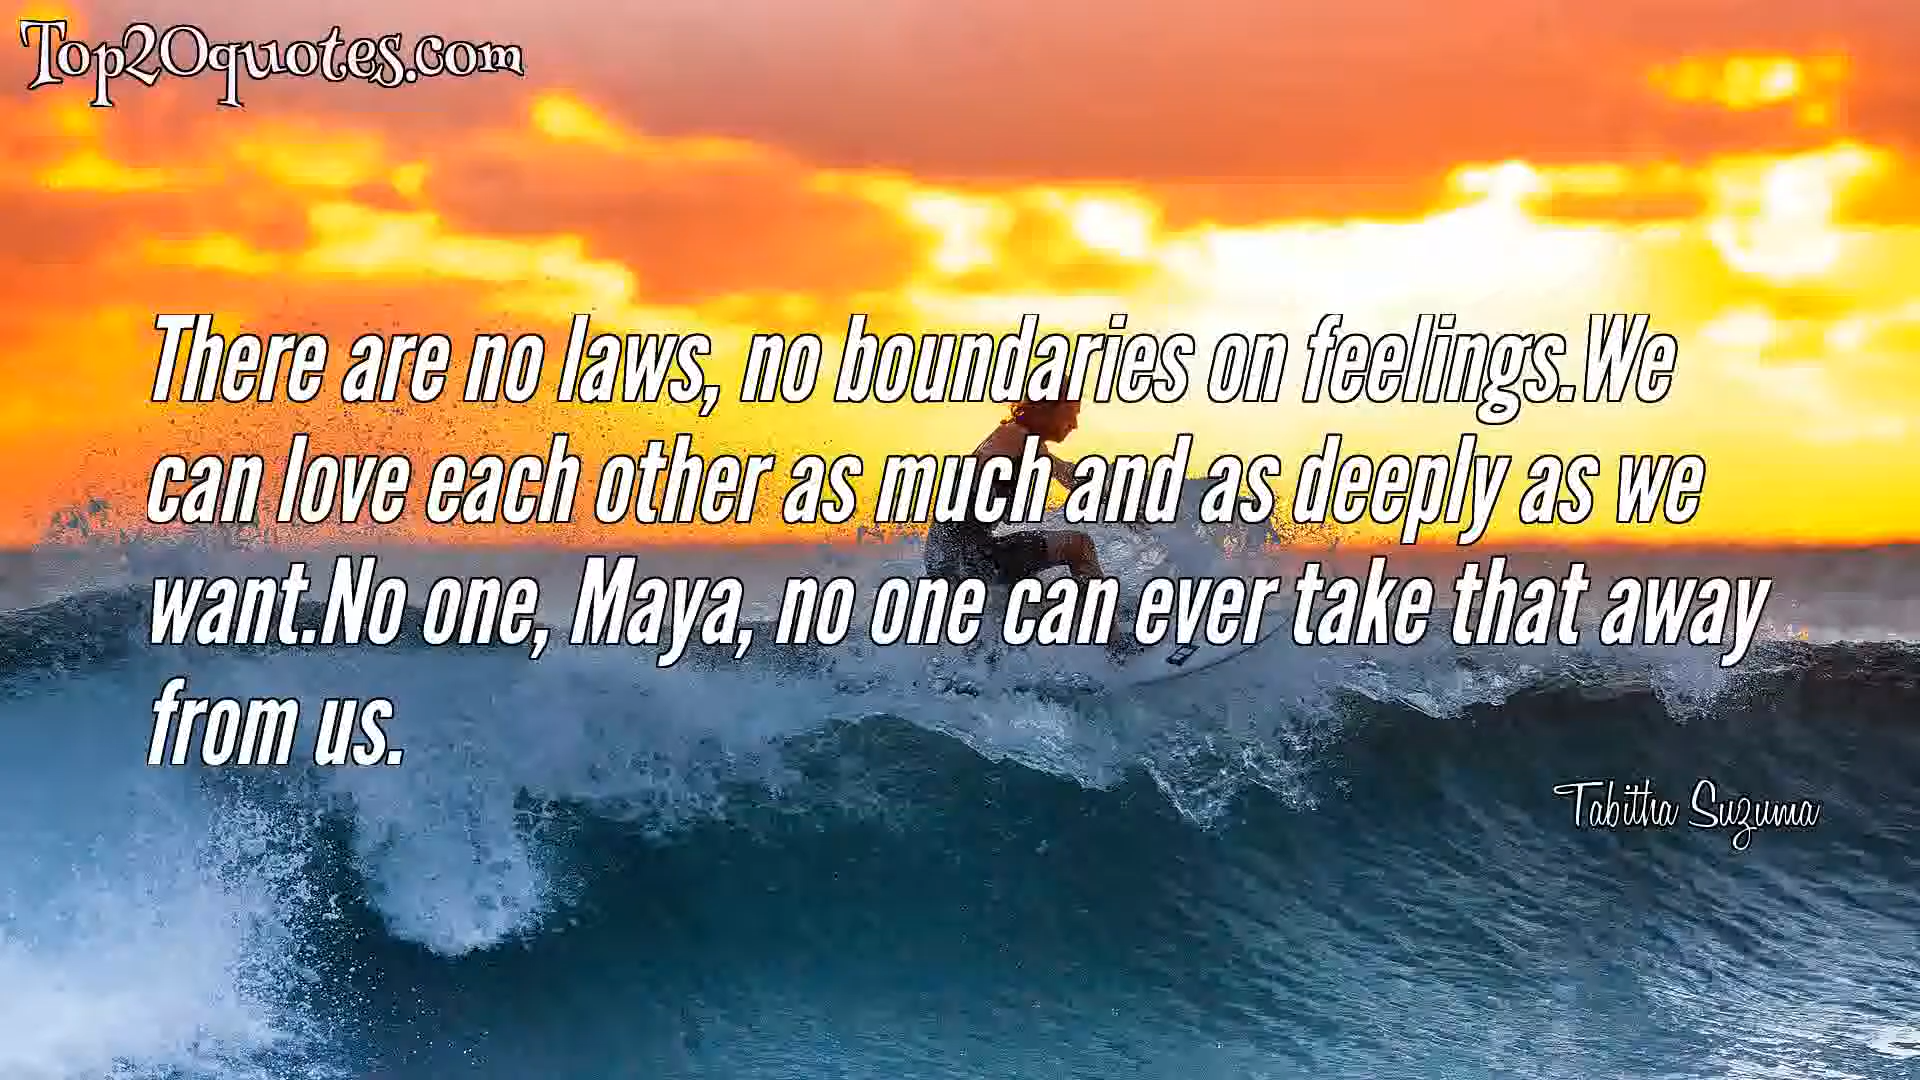 Top20quotes.com
There are no laws, no boundaries on feelings.We
can love each other as much and as deeply as we
want.No one, Maya, no one can ever take that away
from us.
Tabitha Suzuma